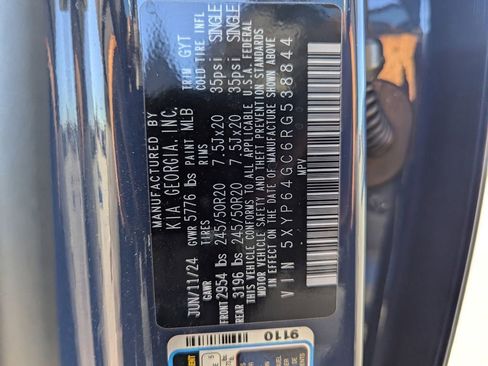 MANUFACTURED BY
KIA GEORGIA, INC.
JUN/11/24 GVWR 5776 lbs PAINT MLB TRIM GYT
GAWR TIRES RIMS COLD TIRE INFL
FRONT 2954 lbs 245/50R20 7.5Jx20 35psi SINGLE
REAR 3196 lbs 245/50R20 7.5Jx20 35psi SINGLE
THIS VEHICLE CONFORMS TO ALL APPLICABLE U.S.A. FEDERAL
MOTOR VEHICLE SAFETY AND THEFT PREVENTION STANDARDS
IN EFFECT ON THE DATE OF MANUFACTURE SHOWN ABOVE
VIN 5XYP64GC6RG538844
MPV
9110